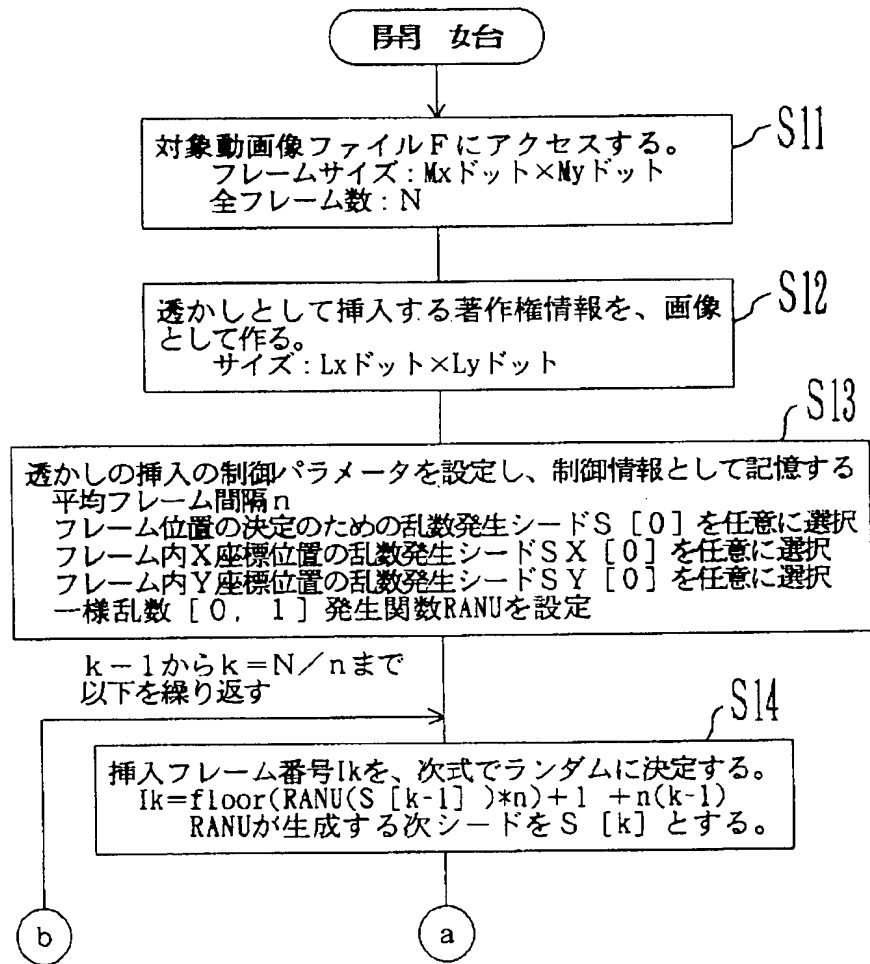 開 始
S11
対象動画像ファイルFにアクセスする。
フレームサイズ：Mxドット×Myドット
全フレーム数：N
S12
透かしとして挿入する著作権情報を、画像
として作る。
サイズ：Lxドット×Lyドット
S13
透かしの挿入の制御パラメータを設定し、制御情報として記憶する
平均フレーム間隔n
フレーム位置の決定のための乱数発生シードS［0］を任意に選択
フレーム内X座標位置の乱数発生シードSX［0］を任意に選択
フレーム内Y座標位置の乱数発生シードSY［0］を任意に選択
一様乱数［0，1］発生関数RANUを設定
k－1からk＝N／nまで
以下を繰り返す
S14
挿入フレーム番号Ikを、次式でランダムに決定する。
Ik=floor(RANU(S［k-1］)*n)+1 +n(k-1)
RANUが生成する次シードをS［k］とする。
b
a